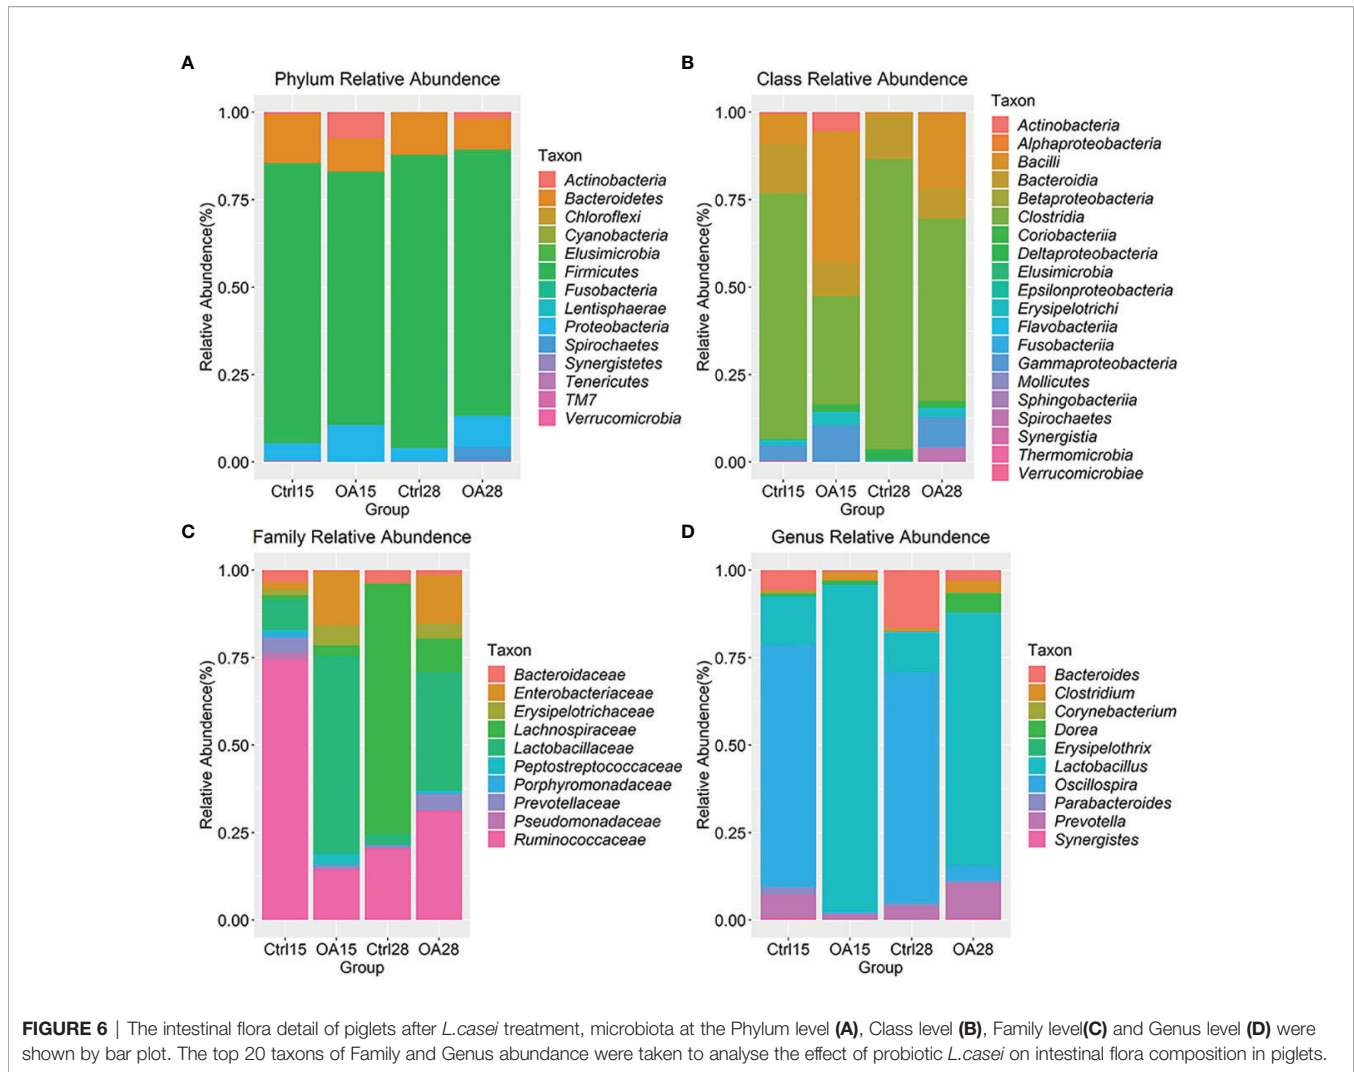 A
Phylum Relative Abundance
Relative Abundance(%)
1.00
0.75
0.50
0.25
0.00
Ctrl15 OA15 Ctrl28 OA28
Group
Taxon
Actinobacteria
Bacteroidetes
Chloroflexi
Cyanobacteria
Elusimicrobia
Firmicutes
Fusobacteria
Lentisphaerae
Proteobacteria
Spirochaetes
Synergistetes
Tenericutes
TM7
Verrucomicrobia
B
Class Relative Abundance
Relative Abundance(%)
1.00
0.75
0.50
0.25
0.00
Ctrl15 OA15 Ctrl28 OA28
Group
Taxon
Actinobacteria
Alphaproteobacteria
Bacilli
Bacteroidia
Betaproteobacteria
Clostridia
Coriobacteriia
Deltaproteobacteria
Elusimicrobia
Epsilonproteobacteria
Erysipelotrichi
Flavobacteriia
Fusobacteriia
Gammaproteobacteria
Mollicutes
Sphingobacteriia
Spirochaetes
Synergistia
Thermomicrobia
Verrucomicrobiae
C
Family Relative Abundance
Relative Abundance(%)
1.00
0.75
0.50
0.25
0.00
Ctrl15 OA15 Ctrl28 OA28
Group
Taxon
Bacteroidaceae
Enterobacteriaceae
Erysipelotrichaceae
Lachnospiraceae
Lactobacillaceae
Peptostreptococcaceae
Porphyromonadaceae
Prevotellaceae
Pseudomonadaceae
Ruminococcaceae
D
Genus Relative Abundance
Relative Abundance(%)
1.00
0.75
0.50
0.25
0.00
Ctrl15 OA15 Ctrl28 OA28
Group
Taxon
Bacteroides
Clostridium
Corynebacterium
Dorea
Erysipelothrix
Lactobacillus
Oscillospira
Parabacteroides
Prevotella
Synergistes
FIGURE 6 | The intestinal flora detail of piglets after L.casei treatment, microbiota at the Phylum level (A), Class level (B), Family level(C) and Genus level (D) were
shown by bar plot. The top 20 taxons of Family and Genus abundance were taken to analyse the effect of probiotic L.casei on intestinal flora composition in piglets.